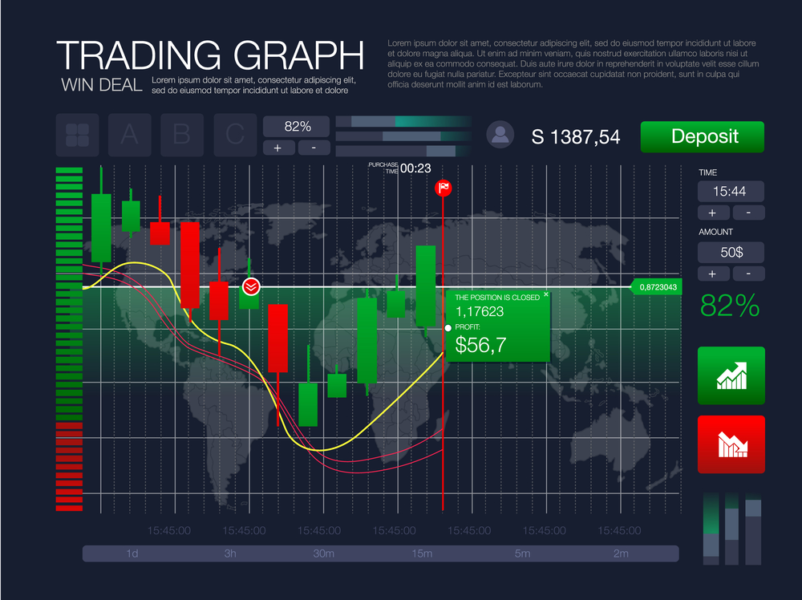 TRADING GRAPH
WIN DEAL
Lorem ipsum dolor sit amet, consectetur adipiscing elit,
sed do eiusmod tempor incididunt ut labore et dolore
Lorem ipsum dolor sit amet, consectetur adipiscing elit, sed do eiusmod tempor incididunt ut labore
et dolore magna aliqua. Ut enim ad minim veniam, quis nostrud exercitation ullamco laboris nisi ut
aliquip ex ea commodo consequat. Duis aute irure dolor in reprehenderit in voluptate velit esse cillum
dolore eu fugiat nulla pariatur. Excepteur sint occaecat cupidatat non proident, sunt in culpa qui
officia deserunt mollit anim id est laborum.
A
B
C
82%
+
-
S 1387,54
Deposit
PURCHASE
TIME
00:23
TIME
15:44
+
-
AMOUNT
50$
+
-
82%
0,8723043
THE POSITION IS CLOSED
×
1,17623
PROFIT:
$56,7
15:45:00
15:45:00
15:45:00
15:45:00
15:45:00
15:45:00
15:45:00
1d
3h
30m
15m
5m
2m